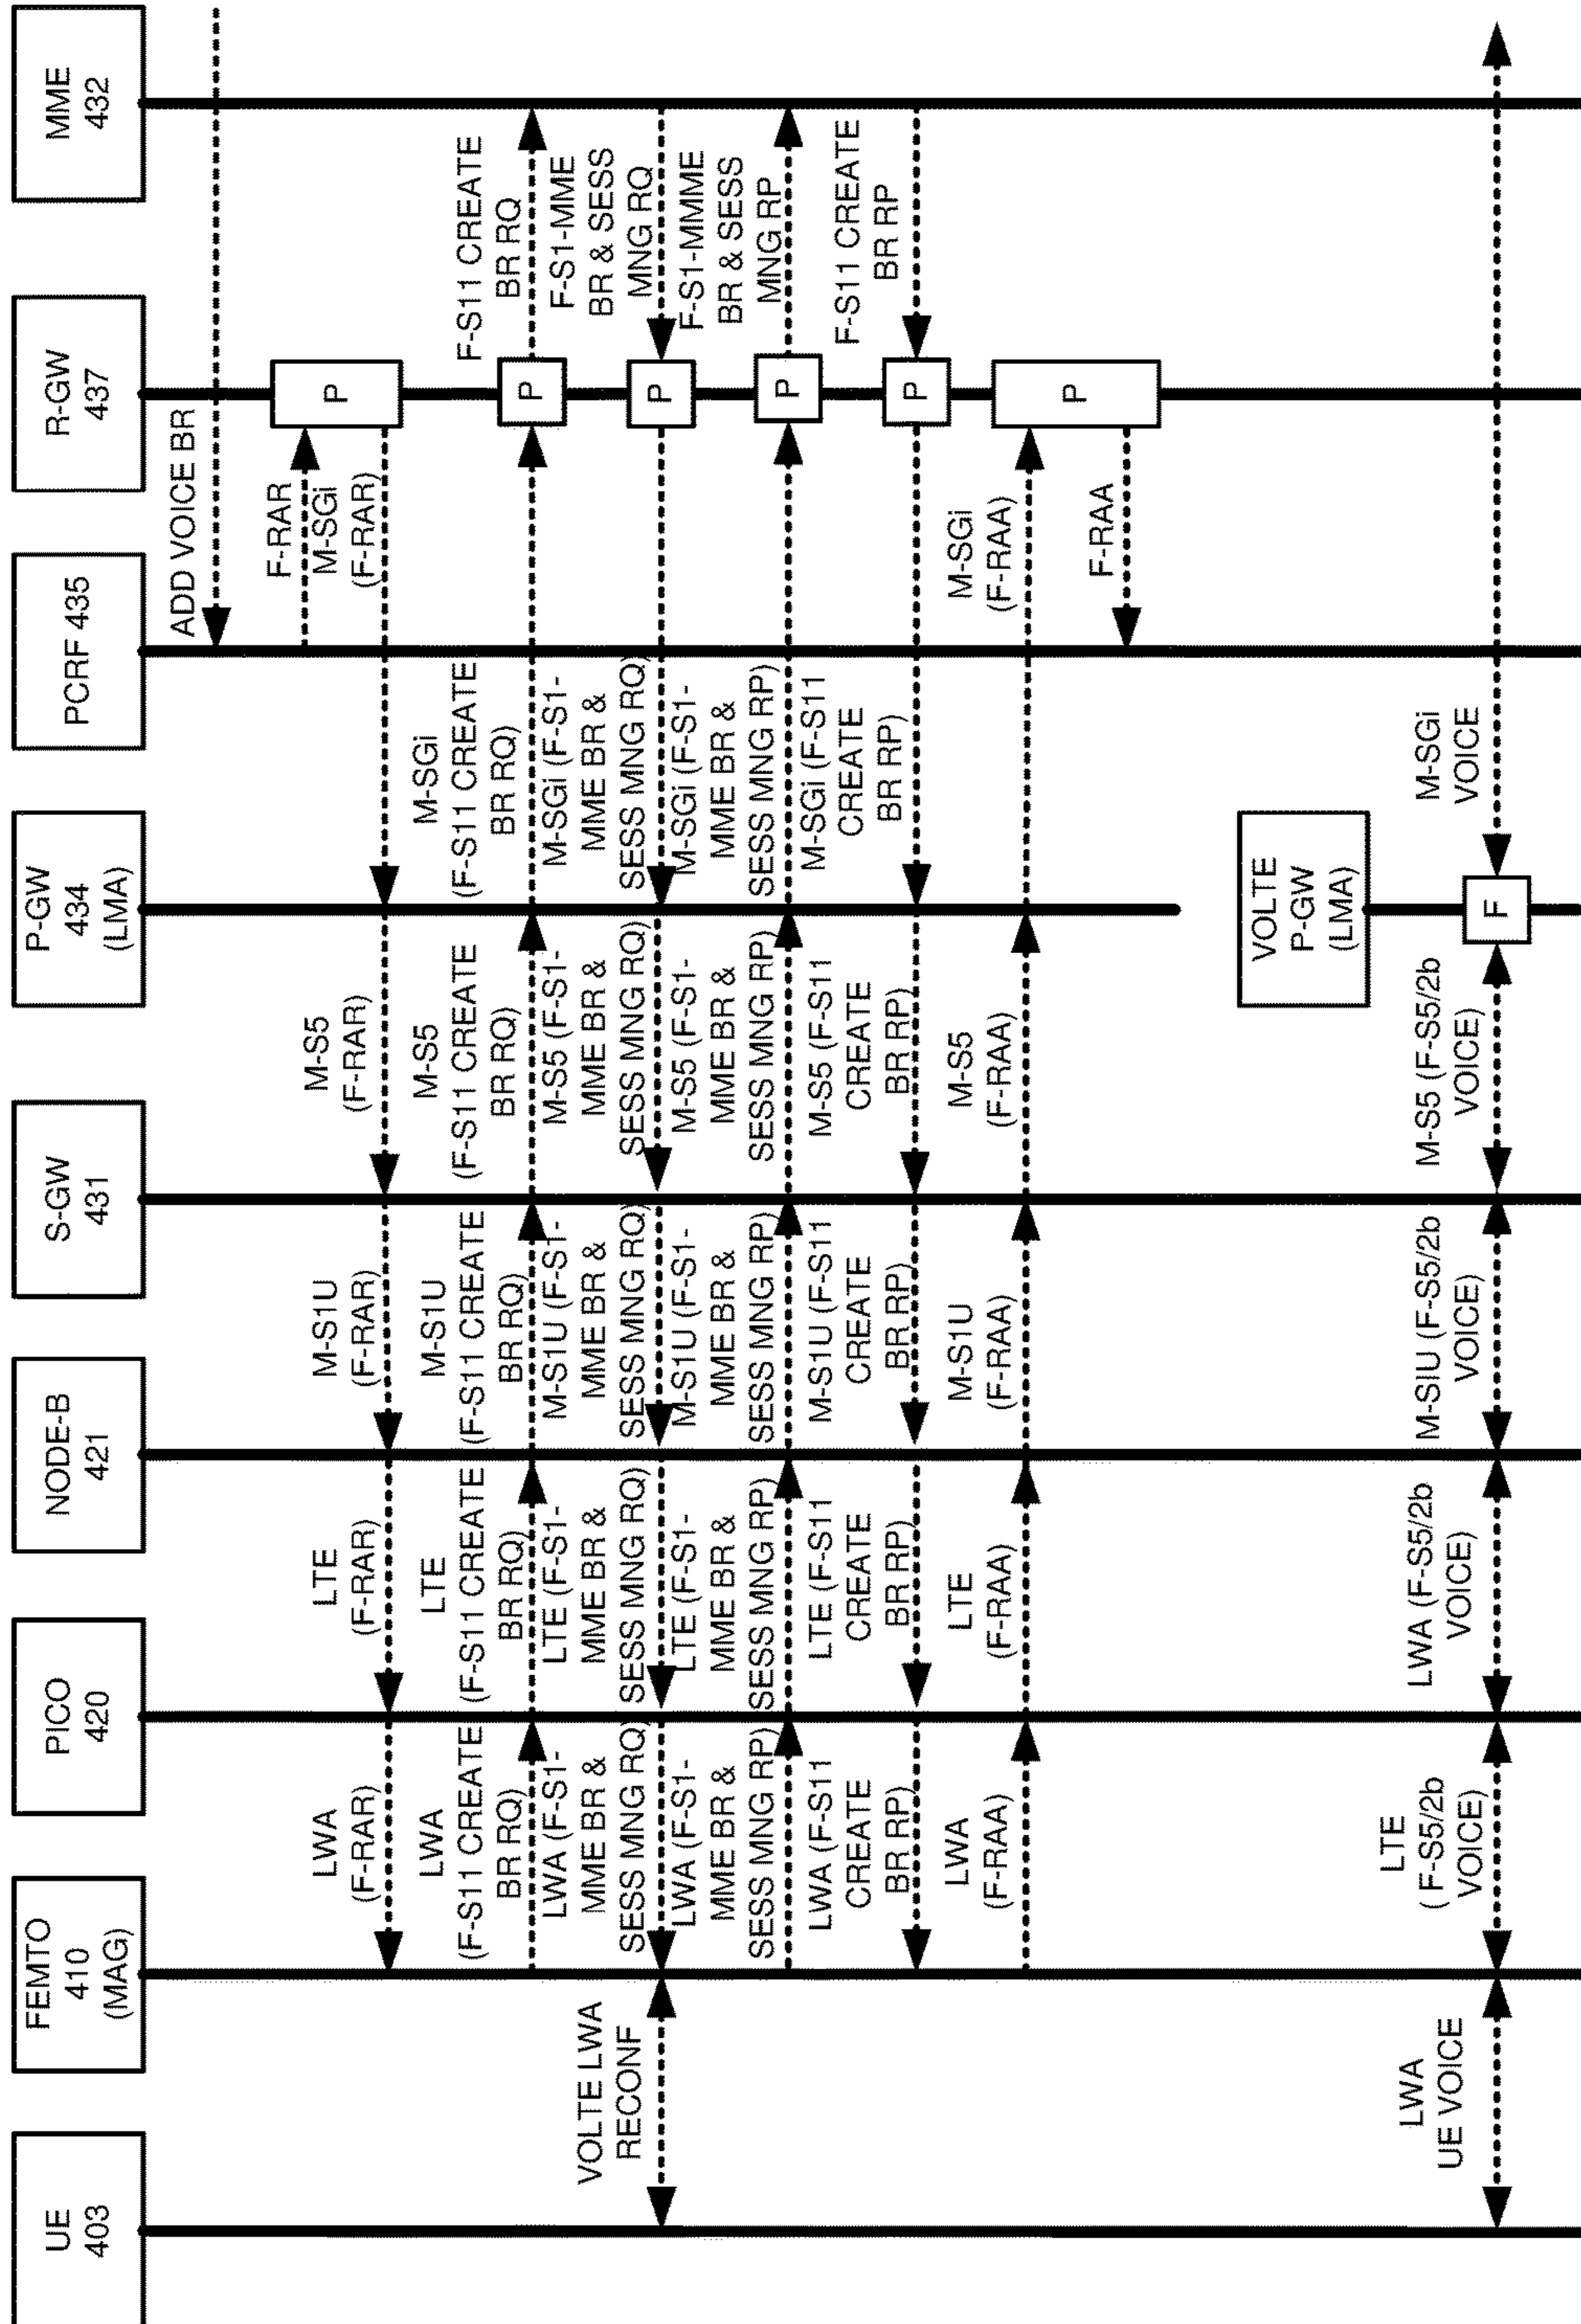 UE
403
FEMTO
410
(MAG)
PICO
420
NODE-B
421
S-GW
431
P-GW
434
(LMA)
PCRF 435
R-GW
437
MME
432
ADD VOICE BR
F-RAR
LWA
(F-RAR)
LTE
(F-RAR)
M-S1U
(F-RAR)
M-S5
(F-RAR)
M-SGi
(F-RAR)
P
LWA
(F-S11 CREATE
BR RQ)
LTE
(F-S11 CREATE
BR RQ)
M-S1U
(F-S11 CREATE
BR RQ)
M-S5
(F-S11 CREATE
BR RQ)
M-SGi
(F-S11 CREATE
BR RQ)
P
F-S11 CREATE
BR RQ
VOLTE LWA
RECONF
LWA (F-S1-
MME BR &
SESS MNG RQ)
LTE (F-S1-
MME BR &
SESS MNG RQ)
M-S1U (F-S1-
MME BR &
SESS MNG RQ)
M-S5 (F-S1-
MME BR &
SESS MNG RQ)
M-SGi (F-S1-
MME BR &
SESS MNG RQ)
P
F-S1-MME
BR & SESS
MNG RQ
LWA (F-S1-
MME BR &
SESS MNG RP)
LTE (F-S1-
MME BR &
SESS MNG RP)
M-S1U (F-S1-
MME BR &
SESS MNG RP)
M-S5 (F-S1-
MME BR &
SESS MNG RP)
M-SGi (F-S1-
MME BR &
SESS MNG RP)
P
F-S1-MMME
BR & SESS
MNG RP
LWA (F-S11
CREATE
BR RP)
LTE (F-S11
CREATE
BR RP)
M-S1U (F-S11
CREATE
BR RP)
M-S5 (F-S11
CREATE
BR RP)
M-SGi (F-S11
CREATE
BR RP)
P
F-S11 CREATE
BR RP
LWA
(F-RAA)
LTE
(F-RAA)
M-S1U
(F-RAA)
M-S5
(F-RAA)
M-SGi
(F-RAA)
P
F-RAA
VOLTE
P-GW
(LMA)
LWA
UE VOICE
LTE
( F-S5/2b
VOICE)
LWA (F-S5/2b
VOICE)
M-SIU (F-S5/2b
VOICE)
M-S5 (F-S5/2b
VOICE)
F
M-SGi
VOICE